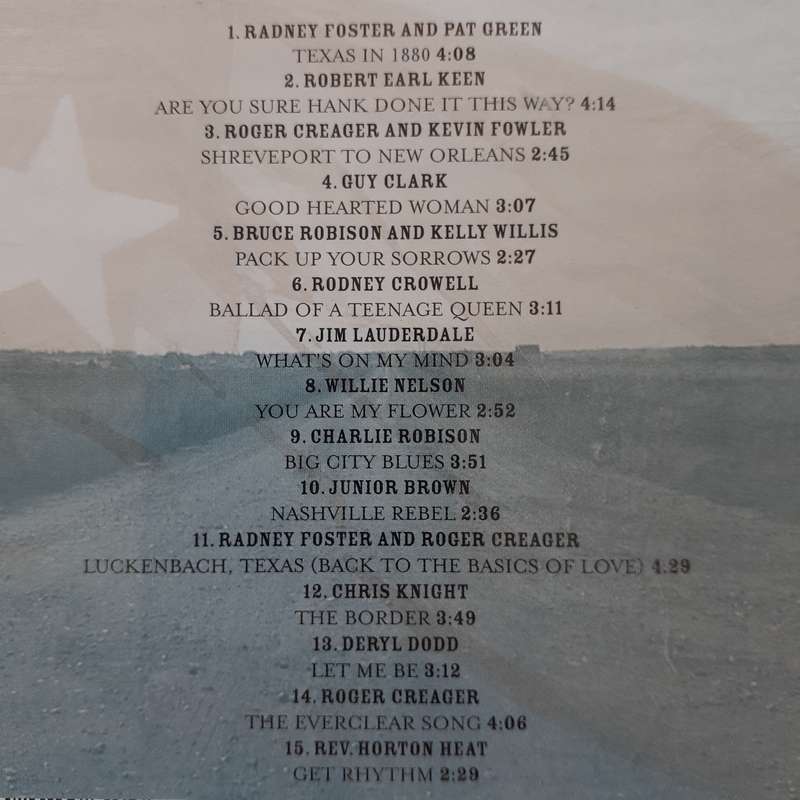 1. RADNEY FOSTER AND PAT GREEN
TEXAS IN 1880 4:08
2. ROBERT EARL KEEN
ARE YOU SURE HANK DONE IT THIS WAY? 4:14
3. ROGER CREAGER AND KEVIN FOWLER
SHREVEPORT TO NEW ORLEANS 2:45
4. GUY CLARK
GOOD HEARTED WOMAN 3:07
5. BRUCE ROBISON AND KELLY WILLIS
PACK UP YOUR SORROWS 2:27
6. RODNEY CROWELL
BALLAD OF A TEENAGE QUEEN 3:11
7. JIM LAUDERDALE
WHAT'S ON MY MIND 3:04
8. WILLIE NELSON
YOU ARE MY FLOWER 2:52
9. CHARLIE ROBISON
BIG CITY BLUES 3:51
10. JUNIOR BROWN
NASHVILLE REBEL 2:36
11. RADNEY FOSTER AND ROGER CREAGER
LUCKENBACH, TEXAS (BACK TO THE BASICS OF LOVE) 4:29
12. CHRIS KNIGHT
THE BORDER 3:49
13. DERYL DODD
LET ME BE 3:12
14. ROGER CREAGER
THE EVERCLEAR SONG 4:06
15. REV. HORTON HEAT
GET RHYTHM 2:29